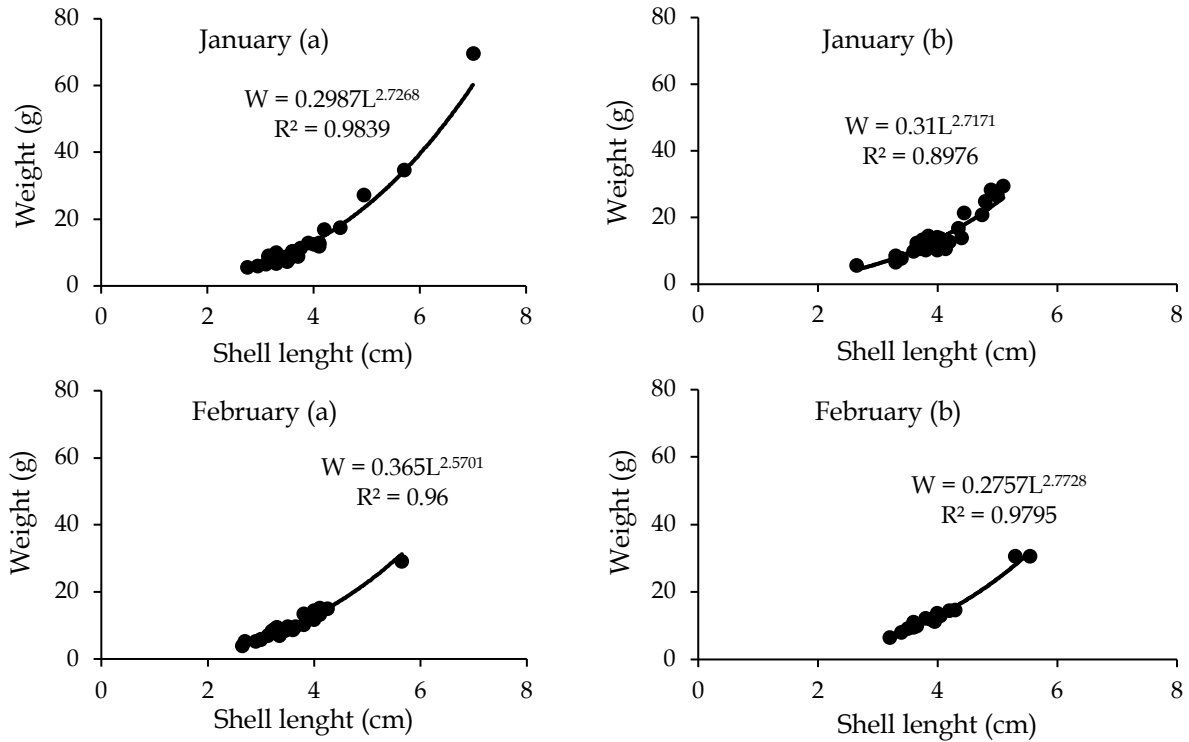 January (a)
W = 0.2987L^2.7268
R² = 0.9839
Weight (g)
80
60
40
20
0
0 2 4 6 8
Shell lenght (cm)
January (b)
W = 0.31L^2.7171
R² = 0.8976
Weight (g)
80
60
40
20
0
0 2 4 6 8
Shell lenght (cm)
February (a)
W = 0.365L^2.5701
R² = 0.96
Weight (g)
80
60
40
20
0
0 2 4 6 8
Shell lenght (cm)
February (b)
W = 0.2757L^2.7728
R² = 0.9795
Weight (g)
80
60
40
20
0
0 2 4 6 8
Shell lenght (cm)